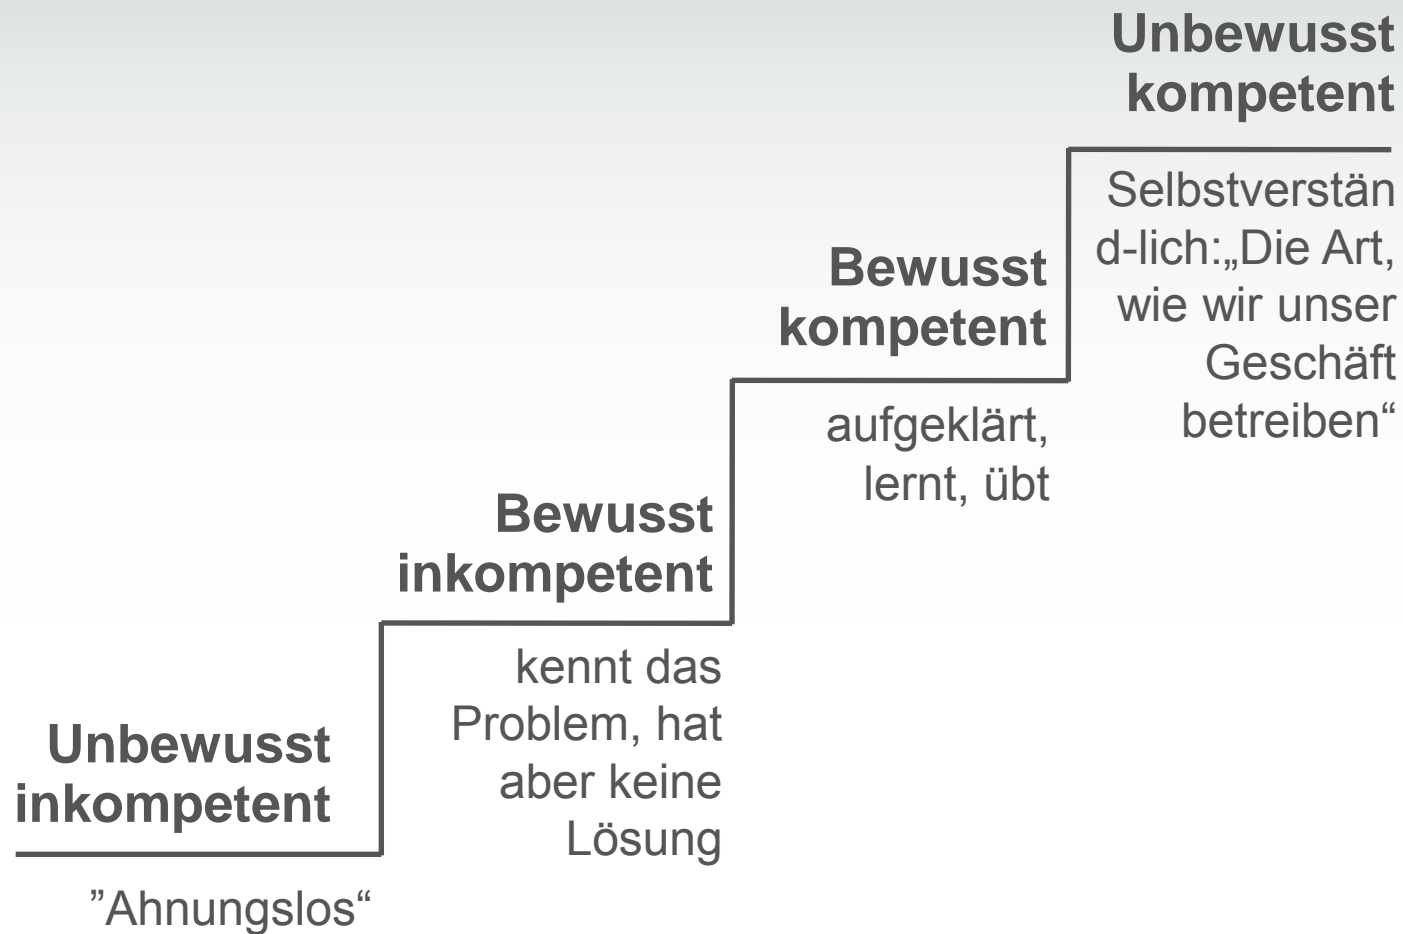 Unbewusst
kompetent
Selbstverstän
d-lich:„Die Art,
wie wir unser
Geschäft
betreiben“
Bewusst
kompetent
aufgeklärt,
lernt, übt
Bewusst
inkompetent
kennt das
Problem, hat
aber keine
Lösung
Unbewusst
inkompetent
”Ahnungslos“